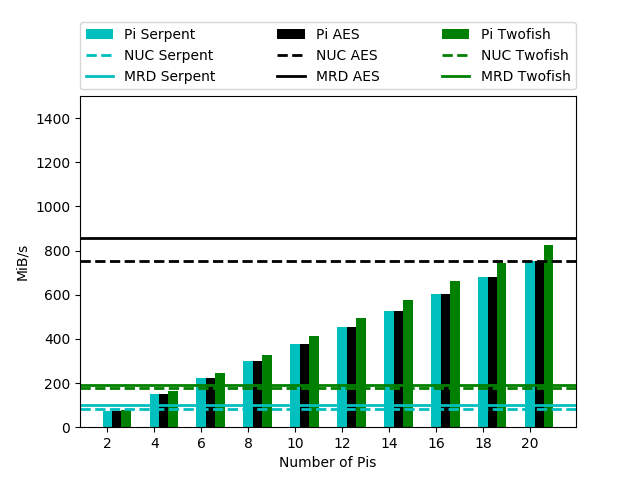 Pi Serpent Pi AES Pi Twofish
NUC Serpent NUC AES NUC Twofish
MRD Serpent MRD AES MRD Twofish
1400
1200
1000
800
600
400
200
0
MiB/s
2 4 6 8 10 12 14 16 18 20
Number of Pis